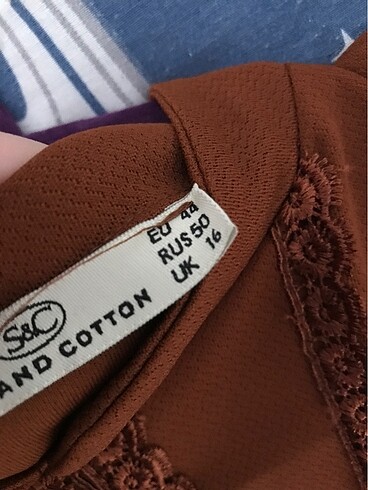 S&C
AND COTTON
EU 44
RUS 50
UK 16